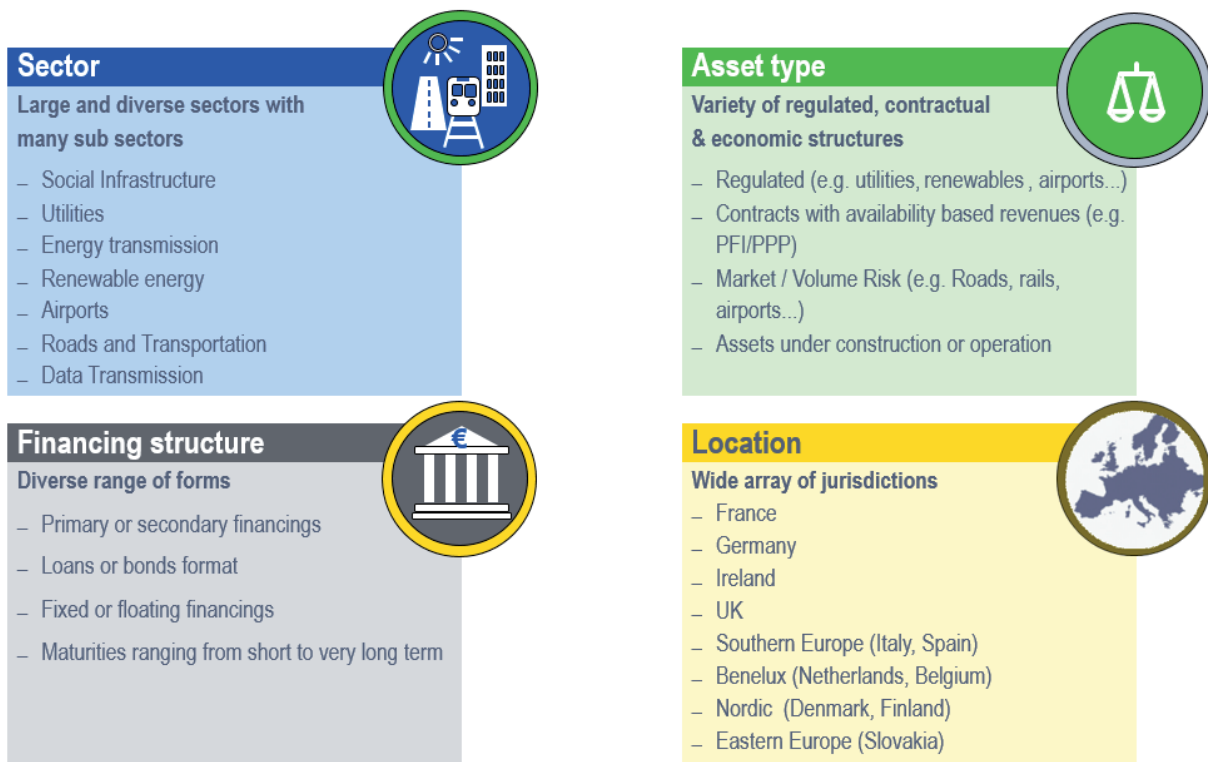 Sector
Large and diverse sectors with
many sub sectors
– Social Infrastructure
– Utilities
– Energy transmission
– Renewable energy
– Airports
– Roads and Transportation
– Data Transmission
Asset type
Variety of regulated, contractual
& economic structures
– Regulated (e.g. utilities, renewables , airports...)
– Contracts with availability based revenues (e.g.
PFI/PPP)
– Market / Volume Risk (e.g. Roads, rails,
airports...)
– Assets under construction or operation
Financing structure
€
Diverse range of forms
– Primary or secondary financings
– Loans or bonds format
– Fixed or floating financings
– Maturities ranging from short to very long term
Location
Wide array of jurisdictions
– France
– Germany
– Ireland
– UK
– Southern Europe (Italy, Spain)
– Benelux (Netherlands, Belgium)
– Nordic (Denmark, Finland)
– Eastern Europe (Slovakia)